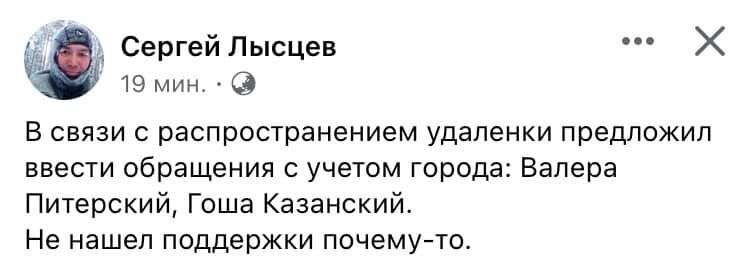 Сергей Лысцев
19 мин. ·
В связи с распространением удаленки предложил
ввести обращения с учетом города: Валера
Питерский, Гоша Казанский.
Не нашел поддержки почему-то.